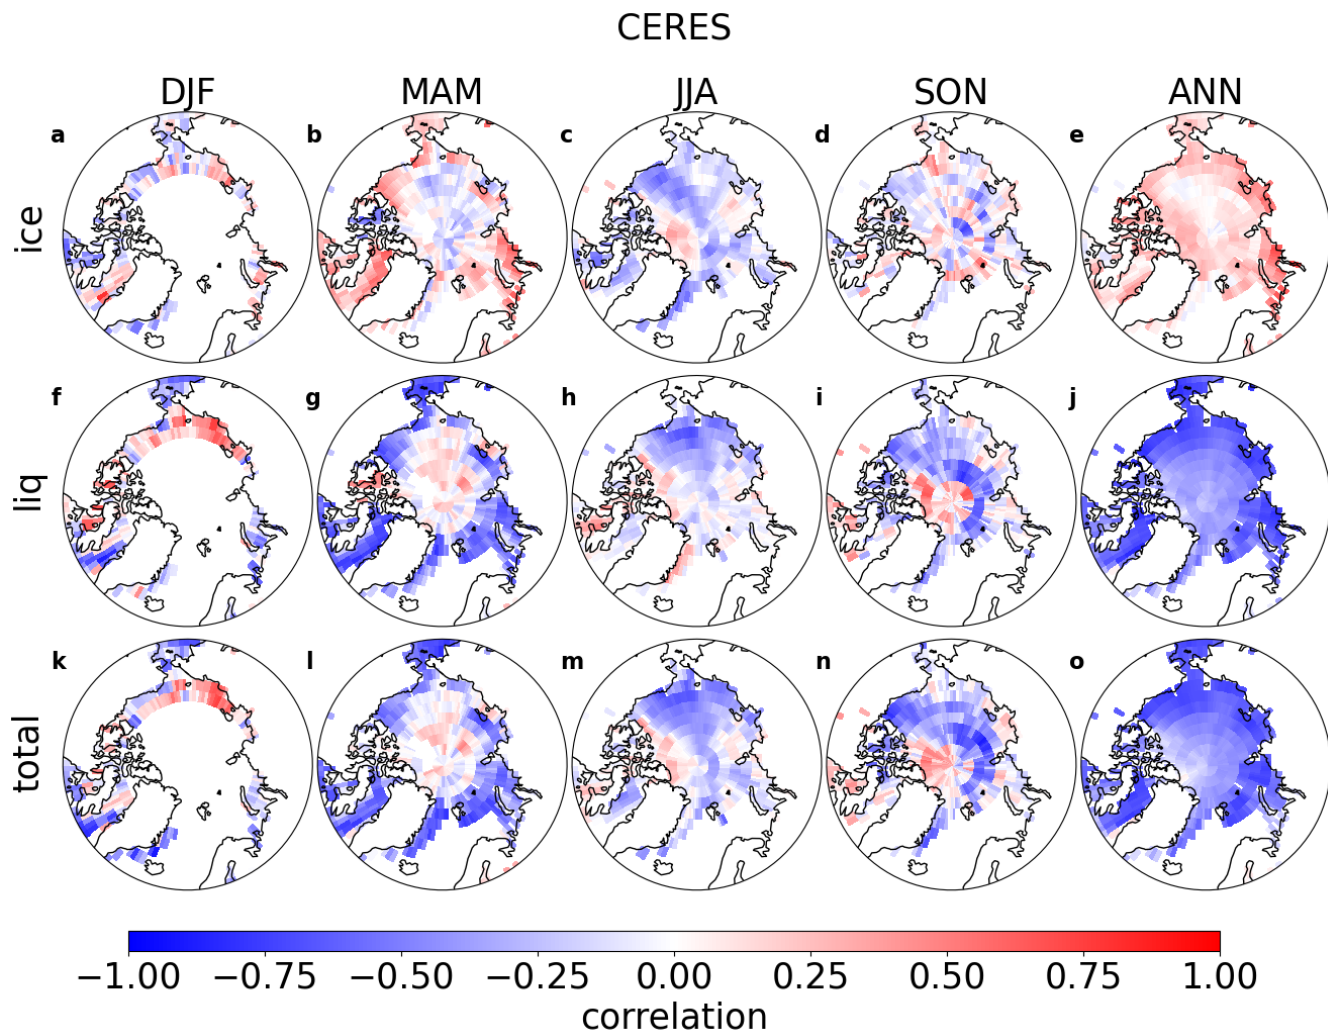 CERES
DJF MAM JJA SON ANN
a b c d e
ice
f g h i j
liq
k l m n o
total
−1.00 −0.75 −0.50 −0.25 0.00 0.25 0.50 0.75 1.00
correlation